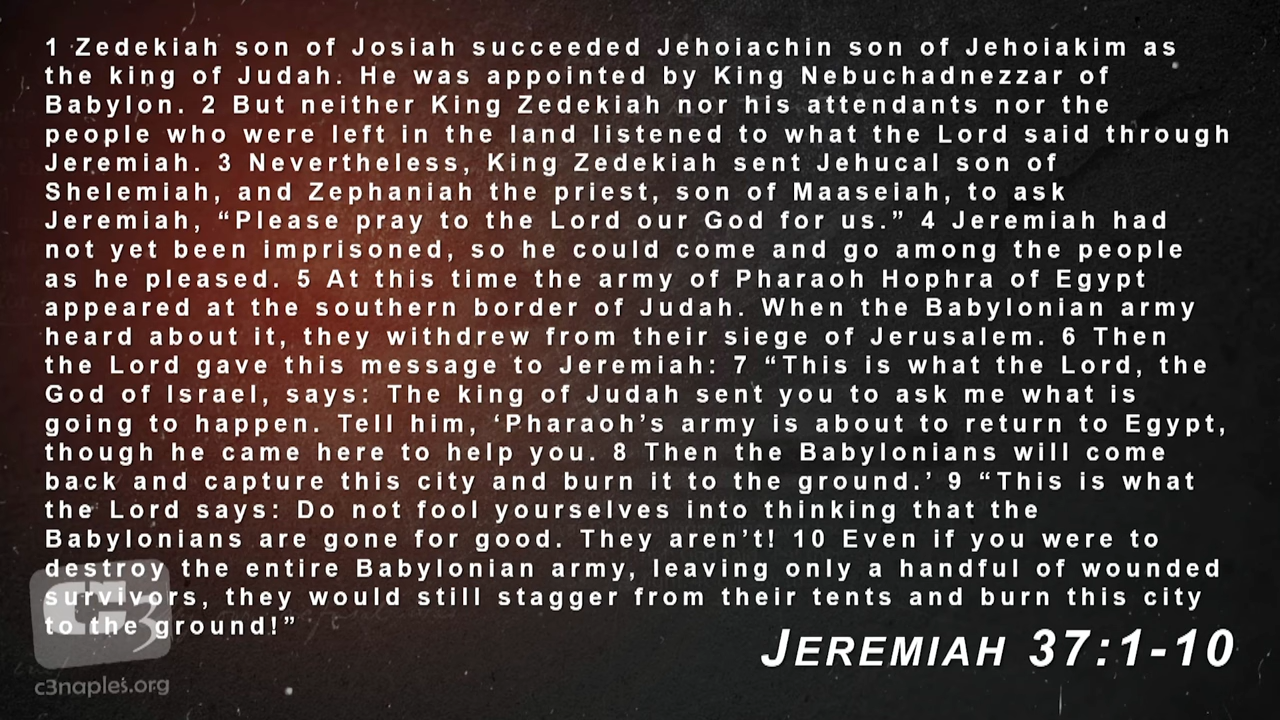 1 Zedekiah son of Josiah succeeded Jehoiachin son of Jehoiakim as
the king of Judah. He was appointed by King Nebuchadnezzar of
Babylon. 2 But neither King Zedekiah nor his attendants nor the
people who were left in the land listened to what the Lord said through
Jeremiah. 3 Nevertheless, King Zedekiah sent Jehucal son of
Shelemiah, and Zephaniah the priest, son of Maaseiah, to ask
Jeremiah, “Please pray to the Lord our God for us.” 4 Jeremiah had
not yet been imprisoned, so he could come and go among the people
as he pleased. 5 At this time the army of Pharaoh Hophra of Egypt
appeared at the southern border of Judah. When the Babylonian army
heard about it, they withdrew from their siege of Jerusalem. 6 Then
the Lord gave this message to Jeremiah: 7 “This is what the Lord, the
God of Israel, says: The king of Judah sent you to ask me what is
going to happen. Tell him, ‘Pharaoh’s army is about to return to Egypt,
though he came here to help you. 8 Then the Babylonians will come
back and capture this city and burn it to the ground.’ 9 “This is what
the Lord says: Do not fool yourselves into thinking that the
Babylonians are gone for good. They aren’t! 10 Even if you were to
destroy the entire Babylonian army, leaving only a handful of wounded
survivors, they would still stagger from their tents and burn this city
to the ground!”
JEREMIAH 37:1-10
C3
c3naples.org